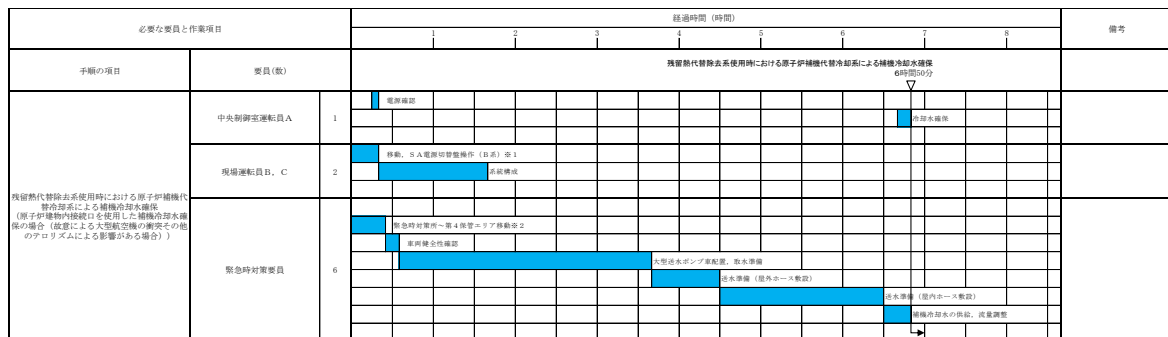 必要な要員と作業項目
経過時間（時間）
備考
1 2 3 4 5 6 7 8
手順の項目
要員(数)
残留熱代替除去系使用時における原子炉補機代替冷却系による補機冷却水確保
6時間50分
残留熱代替除去系使用時における原子炉補機代
替冷却系による補機冷却水確保
（原子炉建物内接続口を使用した補機冷却水確
保の場合（故意による大型航空機の衝突その他
のテロリズムによる影響がある場合））
中央制御室運転員Ａ
1
電源確認
冷却水確保
現場運転員Ｂ，Ｃ
2
移動，ＳＡ電源切替盤操作（Ｂ系）※１
系統構成
緊急時対策要員
6
緊急時対策所～第４保管エリア移動※２
車両健全性確認
大型送水ポンプ車配置，取水準備
送水準備（屋外ホース敷設）
送水準備（屋内ホース敷設）
補機冷却水の供給，流量調整